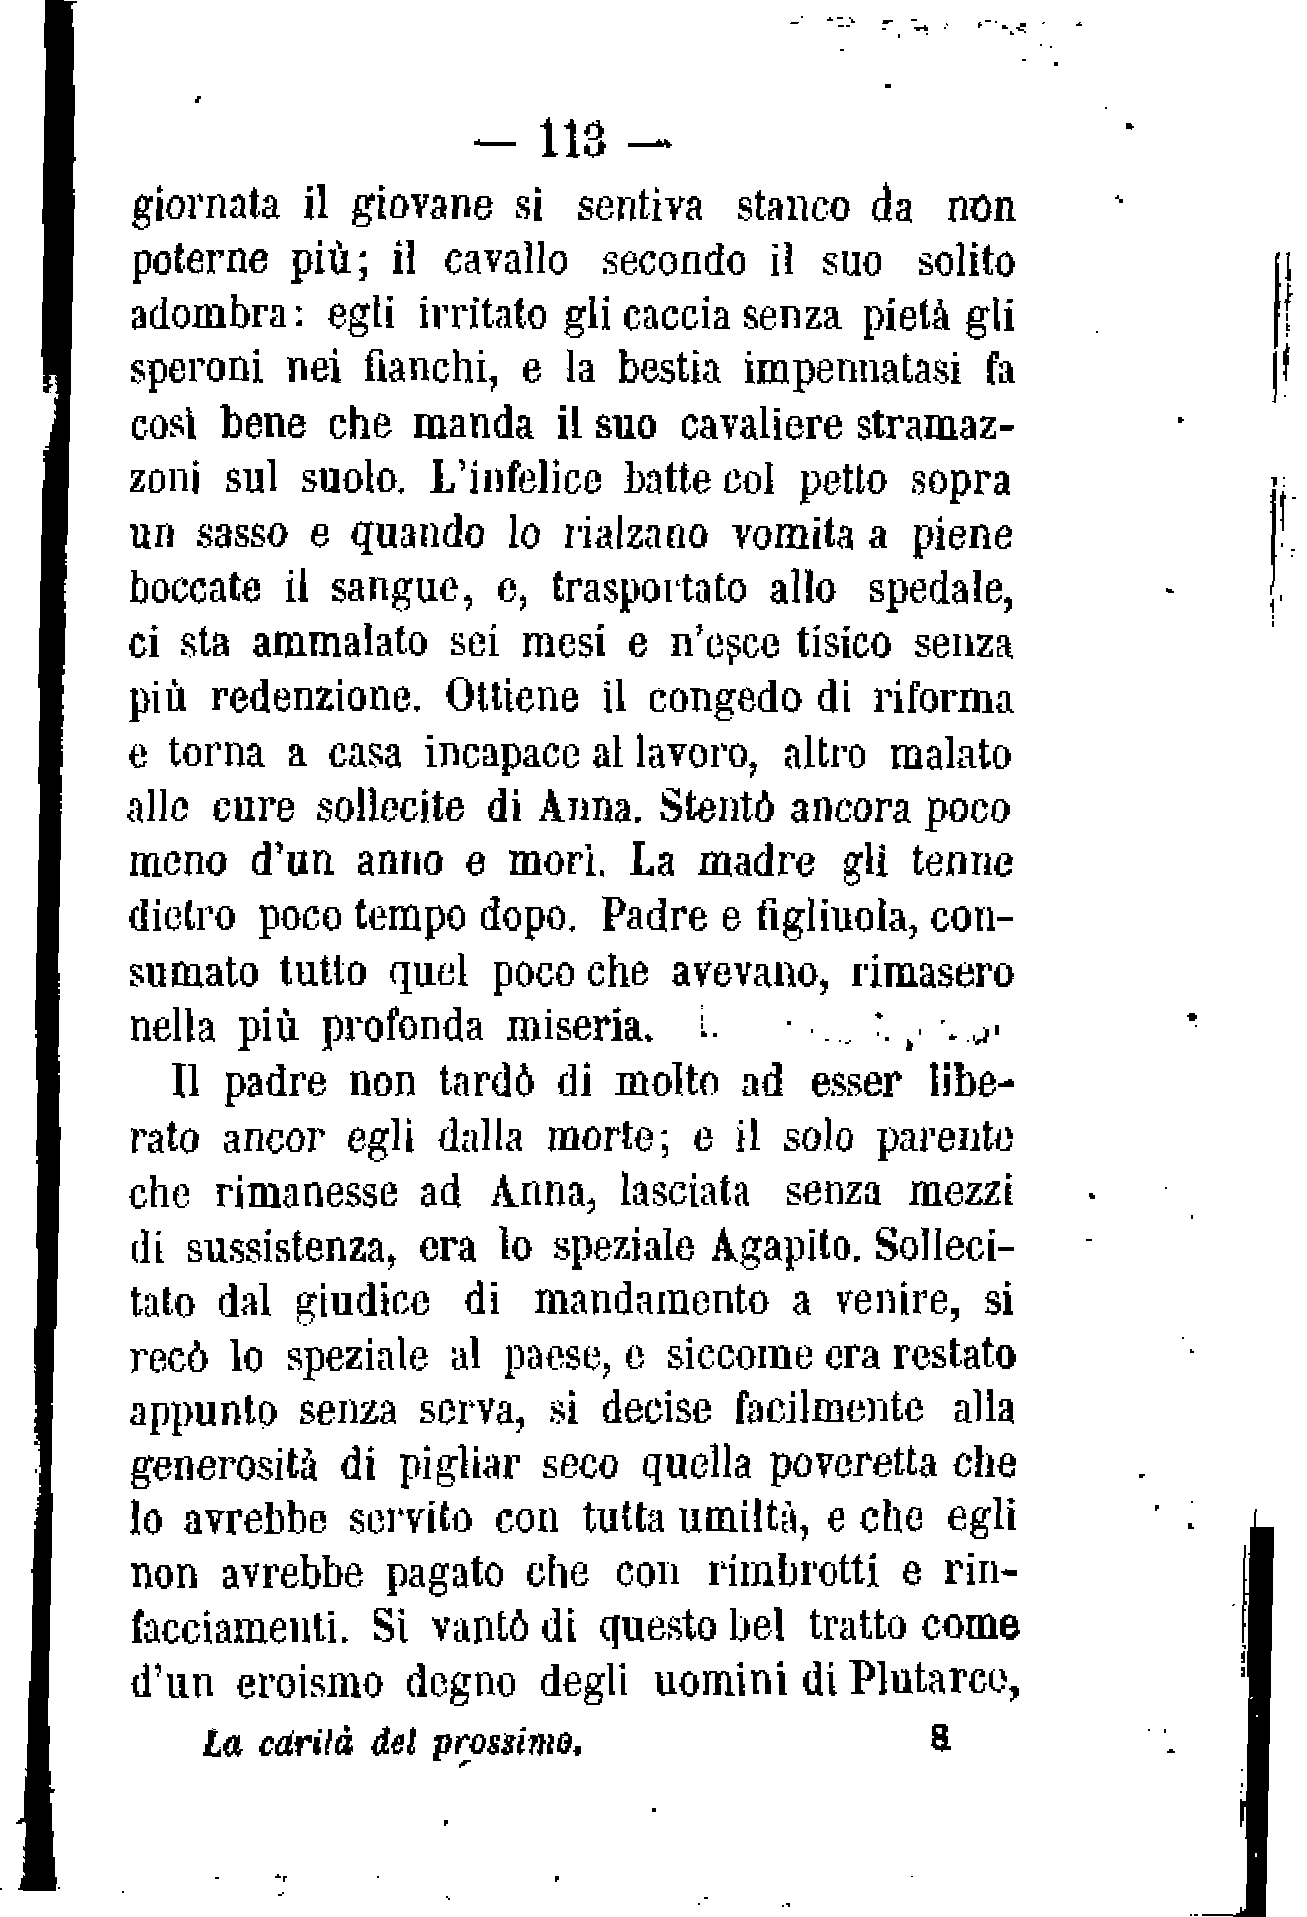 — 113 —
giornata il giovane si sentiva stanco da non
poterne più; il cavallo secondo il suo solito
adombra: egli irritato gli caccia senza pietà gli
speroni nei fianchi, e la bestia impennatasi fa
così bene che manda il suo cavaliere stramaz-
zoni sul suolo. L'infelice batte col petto sopra
un sasso e quando lo rialzano vomita a piene
boccate il sangue, e, trasportato allo spedale,
ci sta ammalato sei mesi e n'esce tisico senza
più redenzione. Ottiene il congedo di riforma
e torna a casa incapace al lavoro, altro malato
alle cure sollecite di Anna. Stentò ancora poco
meno d'un anno e morì. La madre gli tenne
dietro poco tempo dopo. Padre e figliuola, con-
sumato tutto quel poco che avevano, rimasero
nella più profonda miseria.
Il padre non tardò di molto ad esser libe-
rato ancor egli dalla morte; e il solo parente
che rimanesse ad Anna, lasciata senza mezzi
di sussistenza, era lo speziale Agapito. Solleci-
tato dal giudice di mandamento a venire, si
recò lo speziale al paese, e siccome era restato
appunto senza serva, si decise facilmente alla
generosità di pigliar seco quella poveretta che
lo avrebbe servito con tutta umiltà, e che egli
non avrebbe pagato che con rimbrotti e rin-
facciamenti. Si vantò di questo bel tratto come
d'un eroismo degno degli uomini di Plutarco,
La carità del prossimo. 8